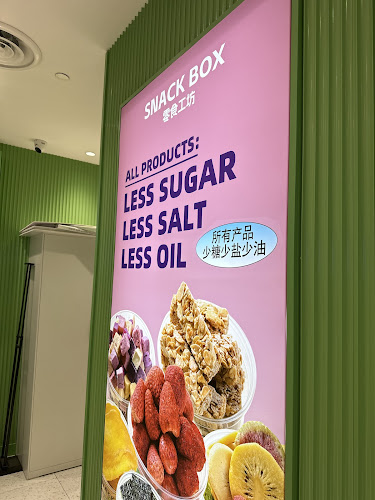 SNACK BOX
零食工坊
ALL PRODUCTS:
LESS SUGAR
LESS SALT
LESS OIL
所有产品
少糖少盐少油